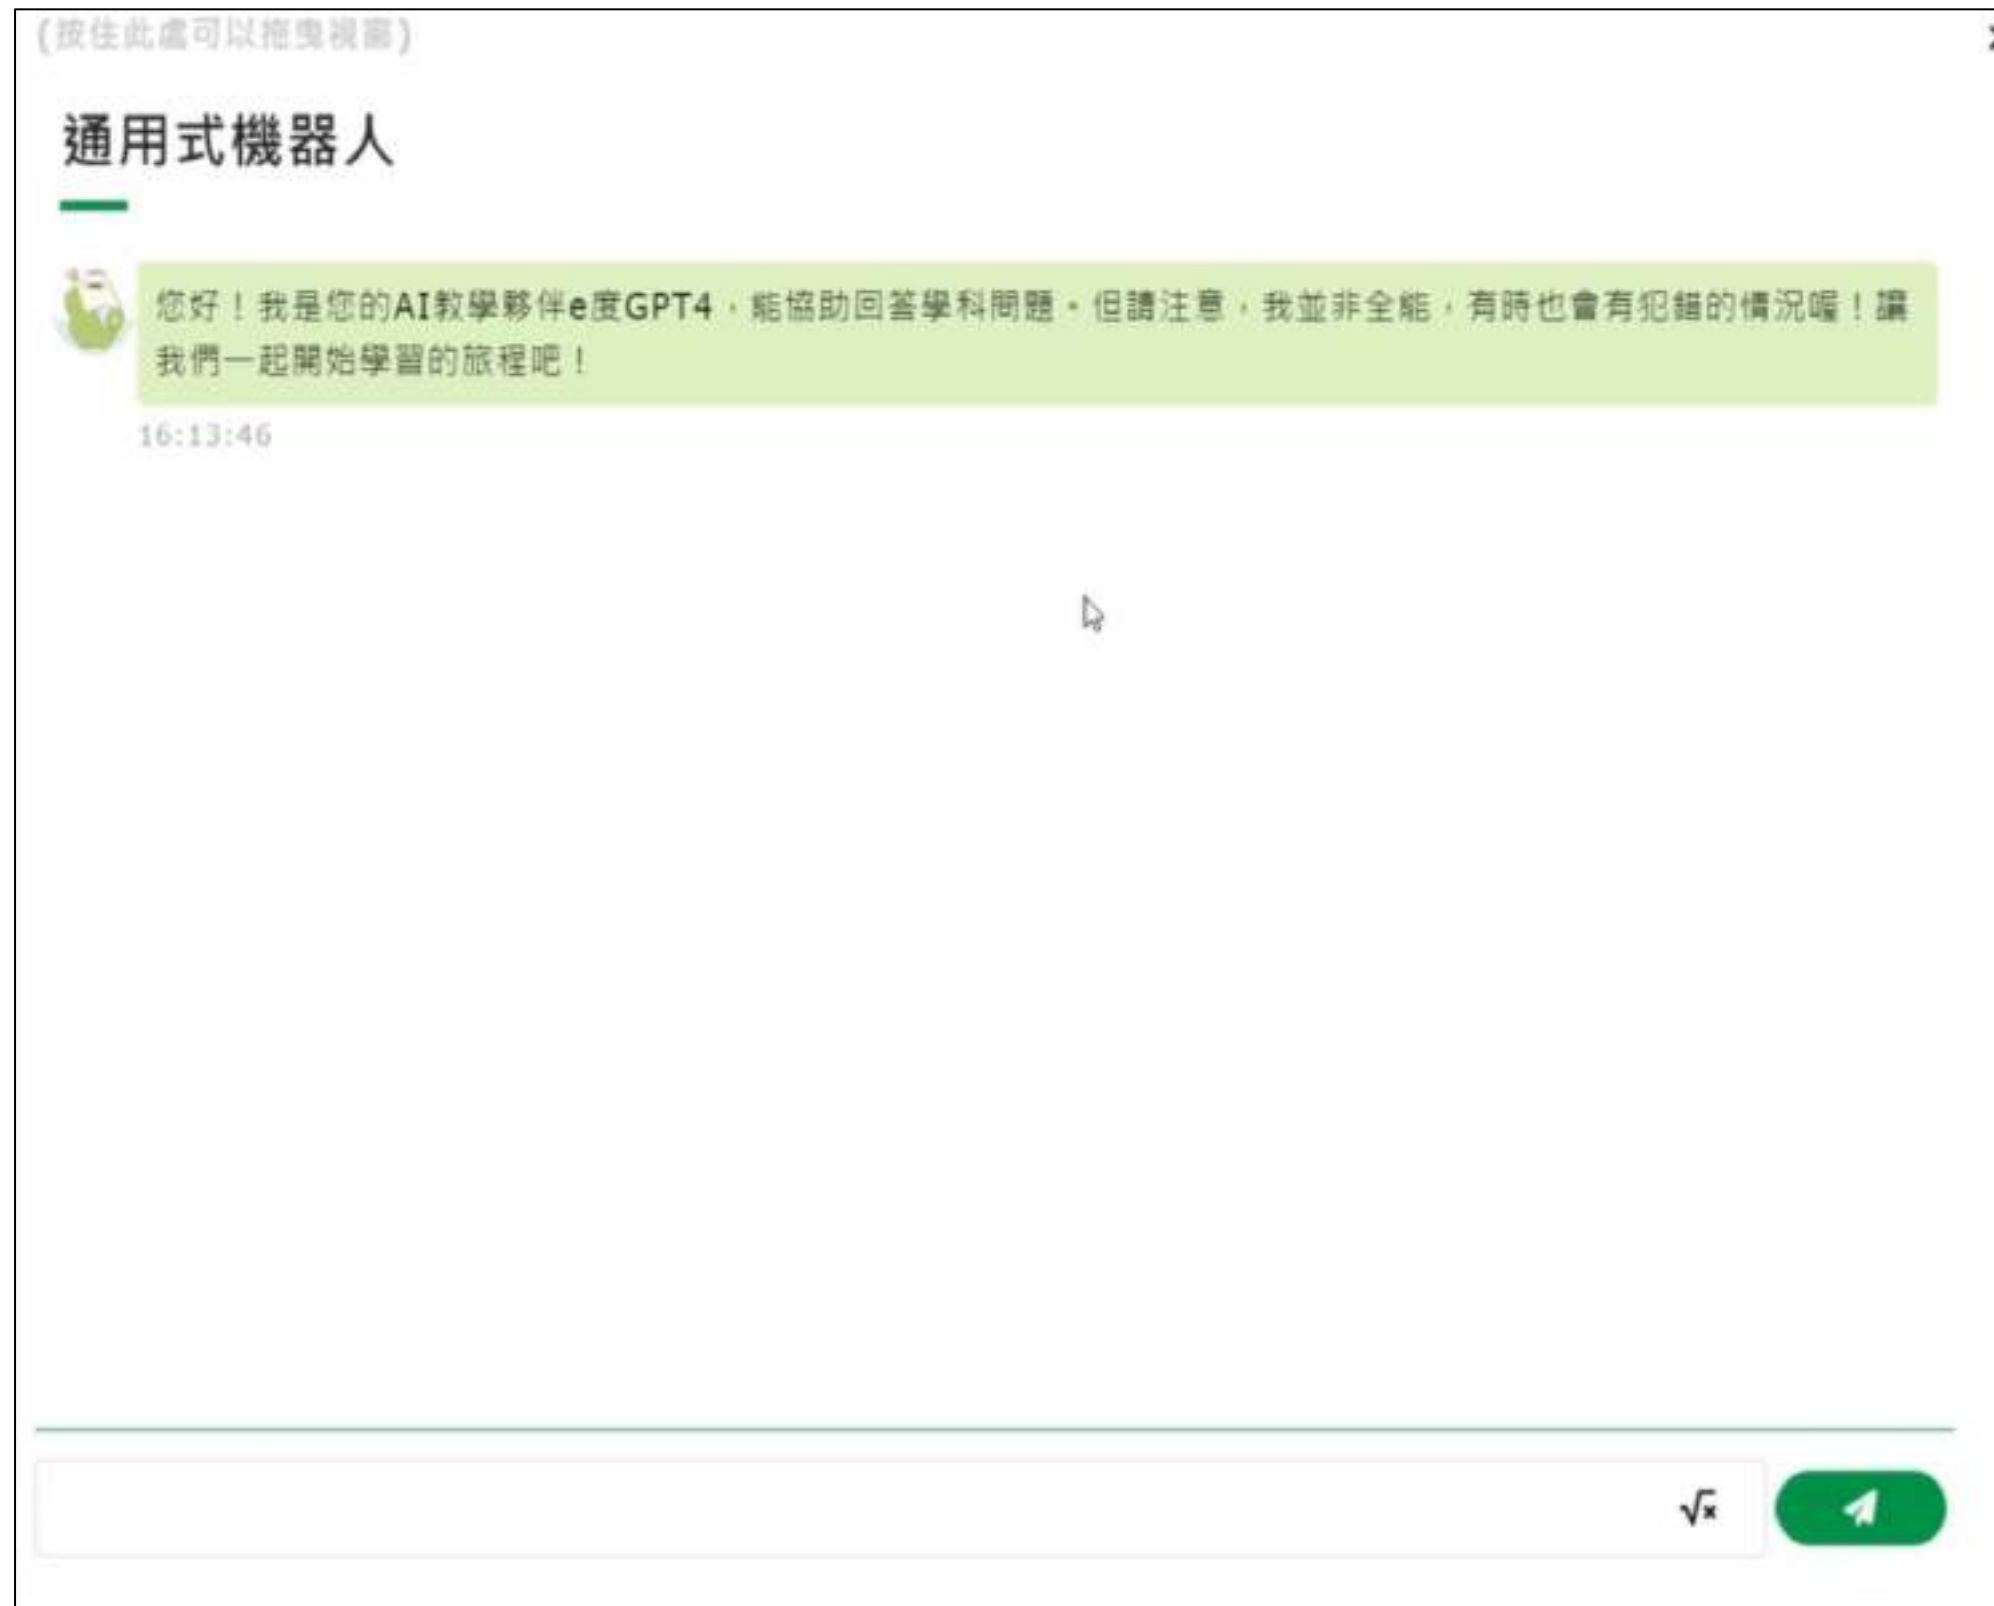 (按住此處可以拖曳視窗)
通用式機器人
您好！我是您的AI教學夥伴e度GPT4，能協助回答學科問題。但請注意，我並非全能，有時也會有犯錯的情況喔！讓
我們一起開始學習的旅程吧！
16:13:46
√x